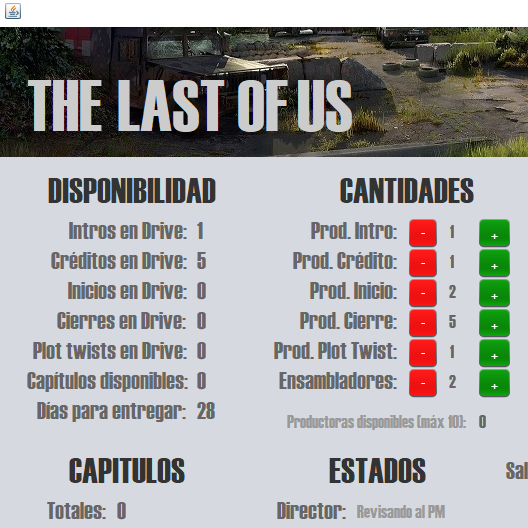 THE LAST OF US
DISPONIBILIDAD
Intros en Drive: 1
Créditos en Drive: 5
Inicios en Drive: 0
Cierres en Drive: 0
Plot twists en Drive: 0
Capítulos disponibles: 0
Días para entregar: 28
CANTIDADES
Prod. Intro: - 1 +
Prod. Crédito: - 1 +
Prod. Inicio: - 2 +
Prod. Cierre: - 5 +
Prod. Plot Twist: - 1 +
Ensambladores: - 2 +
Productoras disponibles (máx 10): 0
CAPITULOS
Totales: 0
ESTADOS
Director: Revisando al PM
Sal